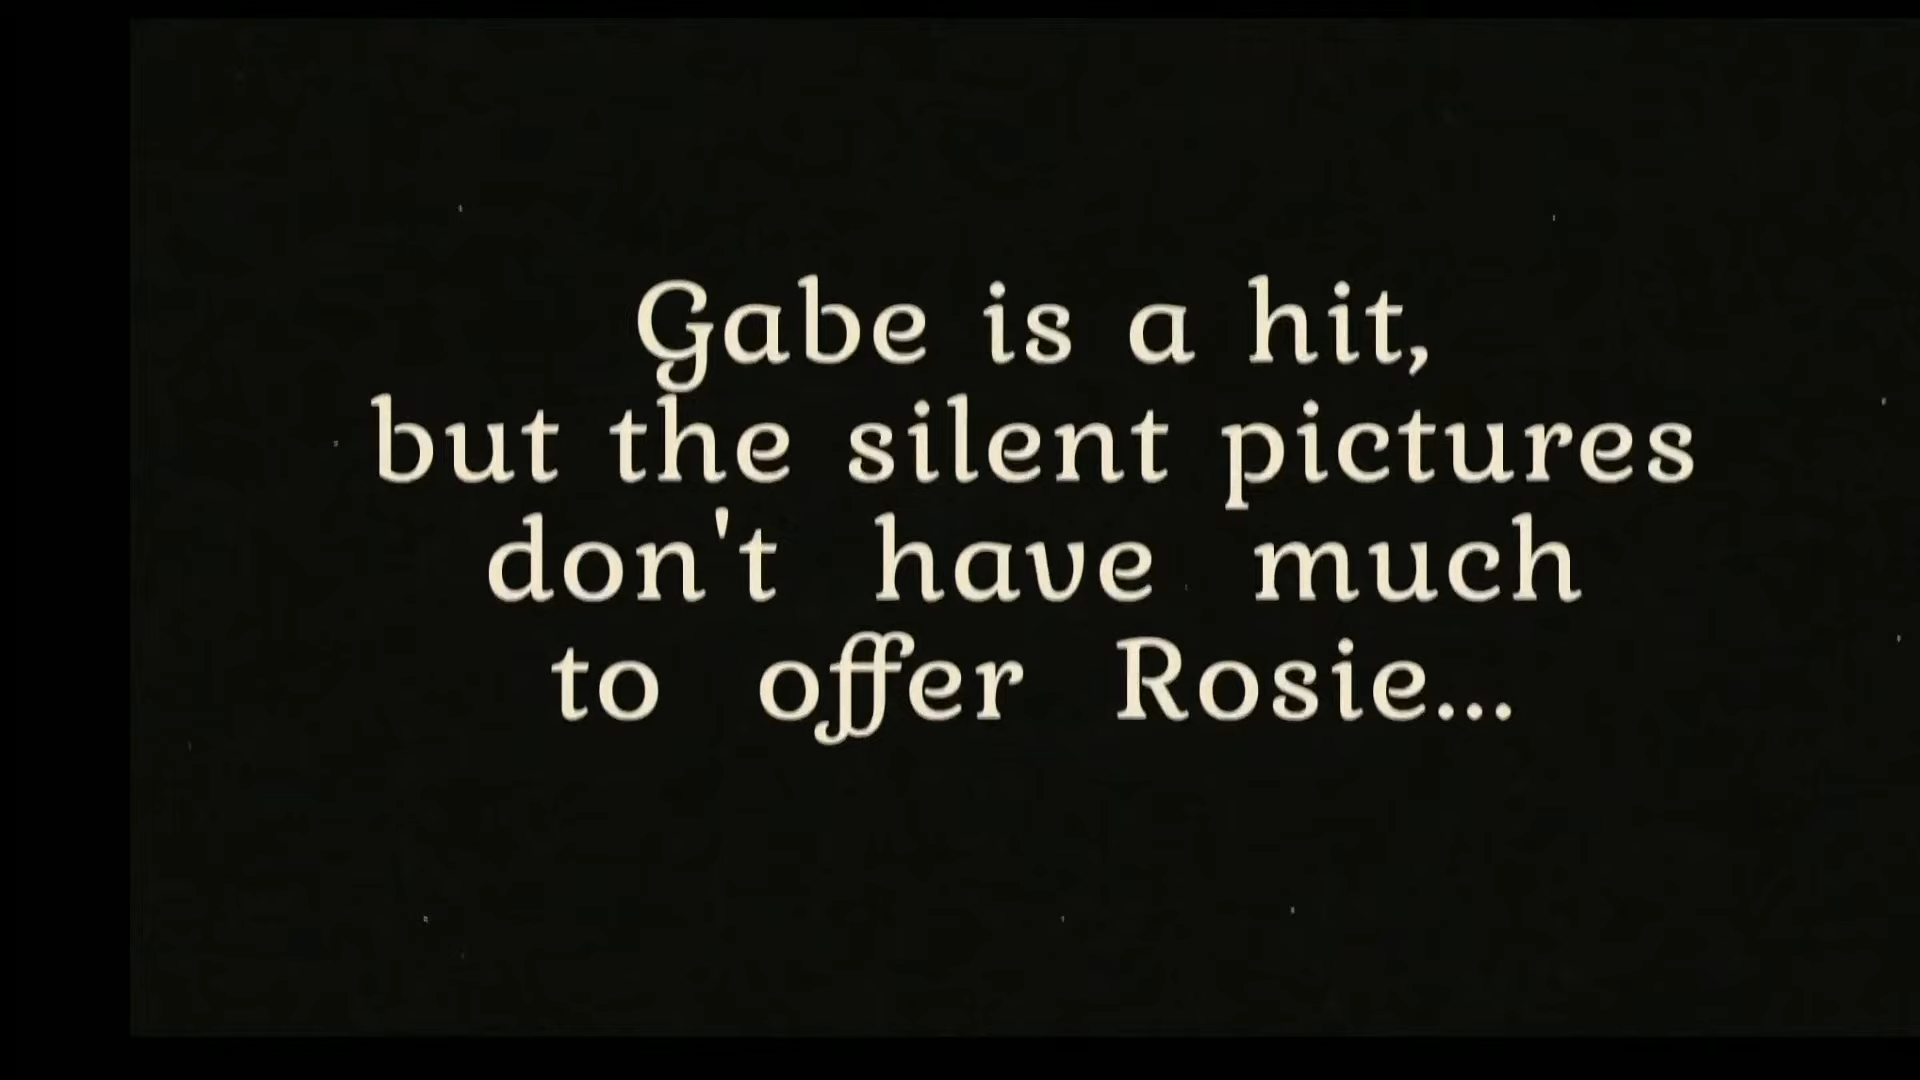 Gabe is a hit,
but the silent pictures
don't have much
to offer Rosie...